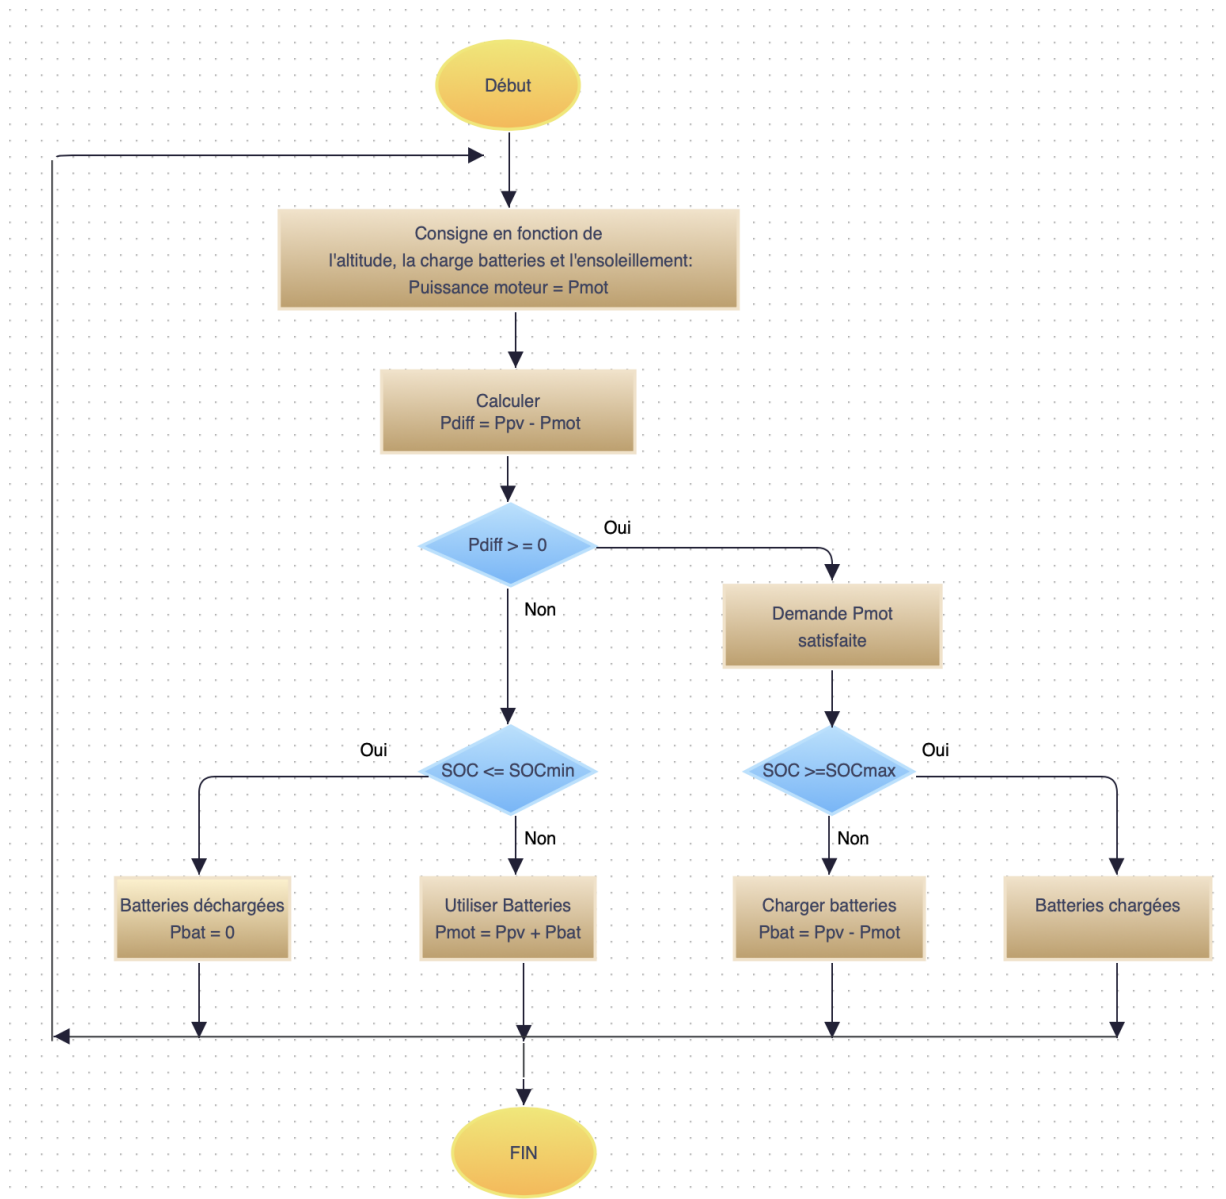 Début
Consigne en fonction de
l'altitude, la charge batteries et l'ensoleillement:
Puissance moteur = Pmot
Calculer
Pdiff = Ppv - Pmot
Pdiff > = 0
Oui
Non
Demande Pmot
satisfaite
SOC <= SOCmin
Oui
Non
SOC >=SOCmax
Oui
Non
Batteries déchargées
Pbat = 0
Utiliser Batteries
Pmot = Ppv + Pbat
Charger batteries
Pbat = Ppv - Pmot
Batteries chargées
FIN